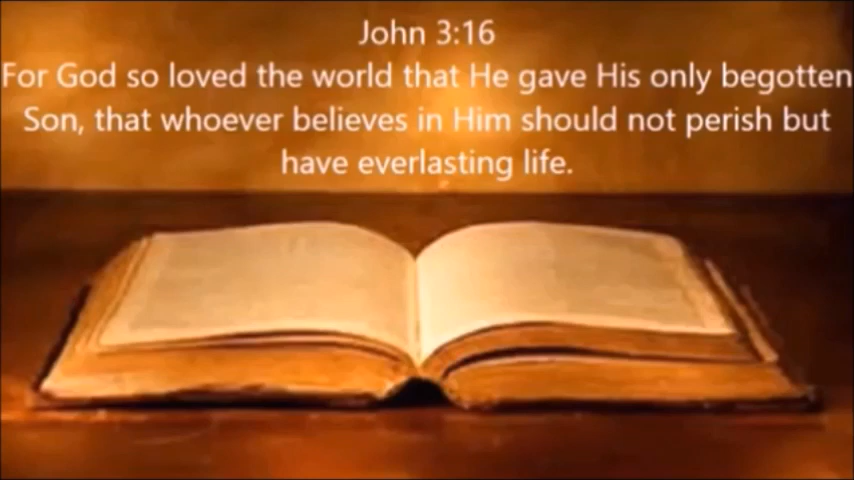 John 3:16
For God so loved the world that He gave His only begotten
Son, that whoever believes in Him should not perish but
have everlasting life.